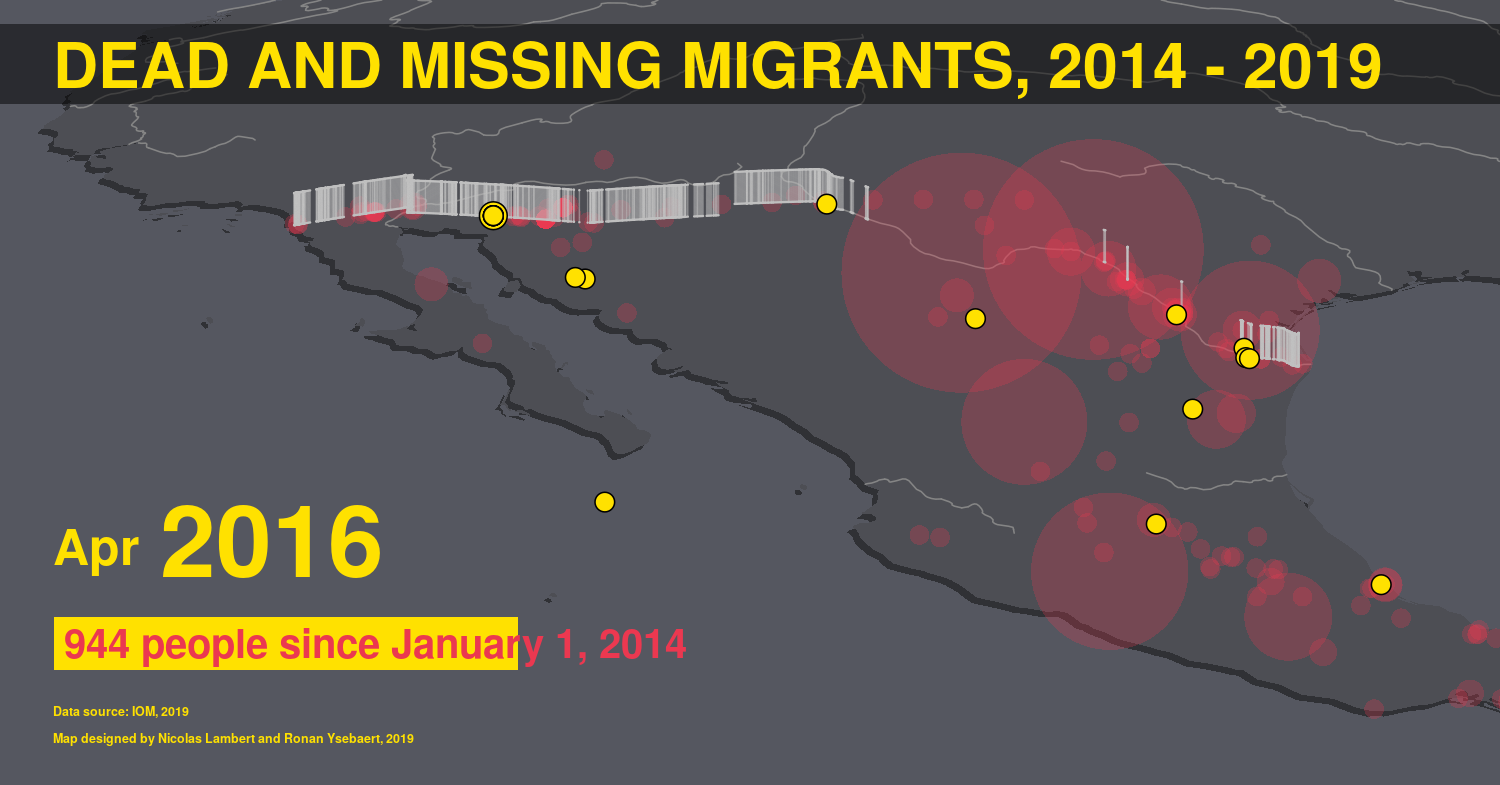 DEAD AND MISSING MIGRANTS, 2014 - 2019
Apr 2016
944 people since January 1, 2014
Data source: IOM, 2019
Map designed by Nicolas Lambert and Ronan Ysebaert, 2019